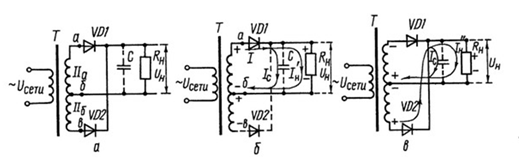 T
a
VD1
~Uсети
IIа
б
IIб
в
VD2
C
Rн
Uн
а
T
a
VD1
+
I
Iс
C
Iн'
+
Rн
Uн
~Uсети
−
б
+
−в
VD2
б
T
VD1
−
Iс
C
Iн''
Rн
+
Uн
~Uсети
+
−
VD2
+
в